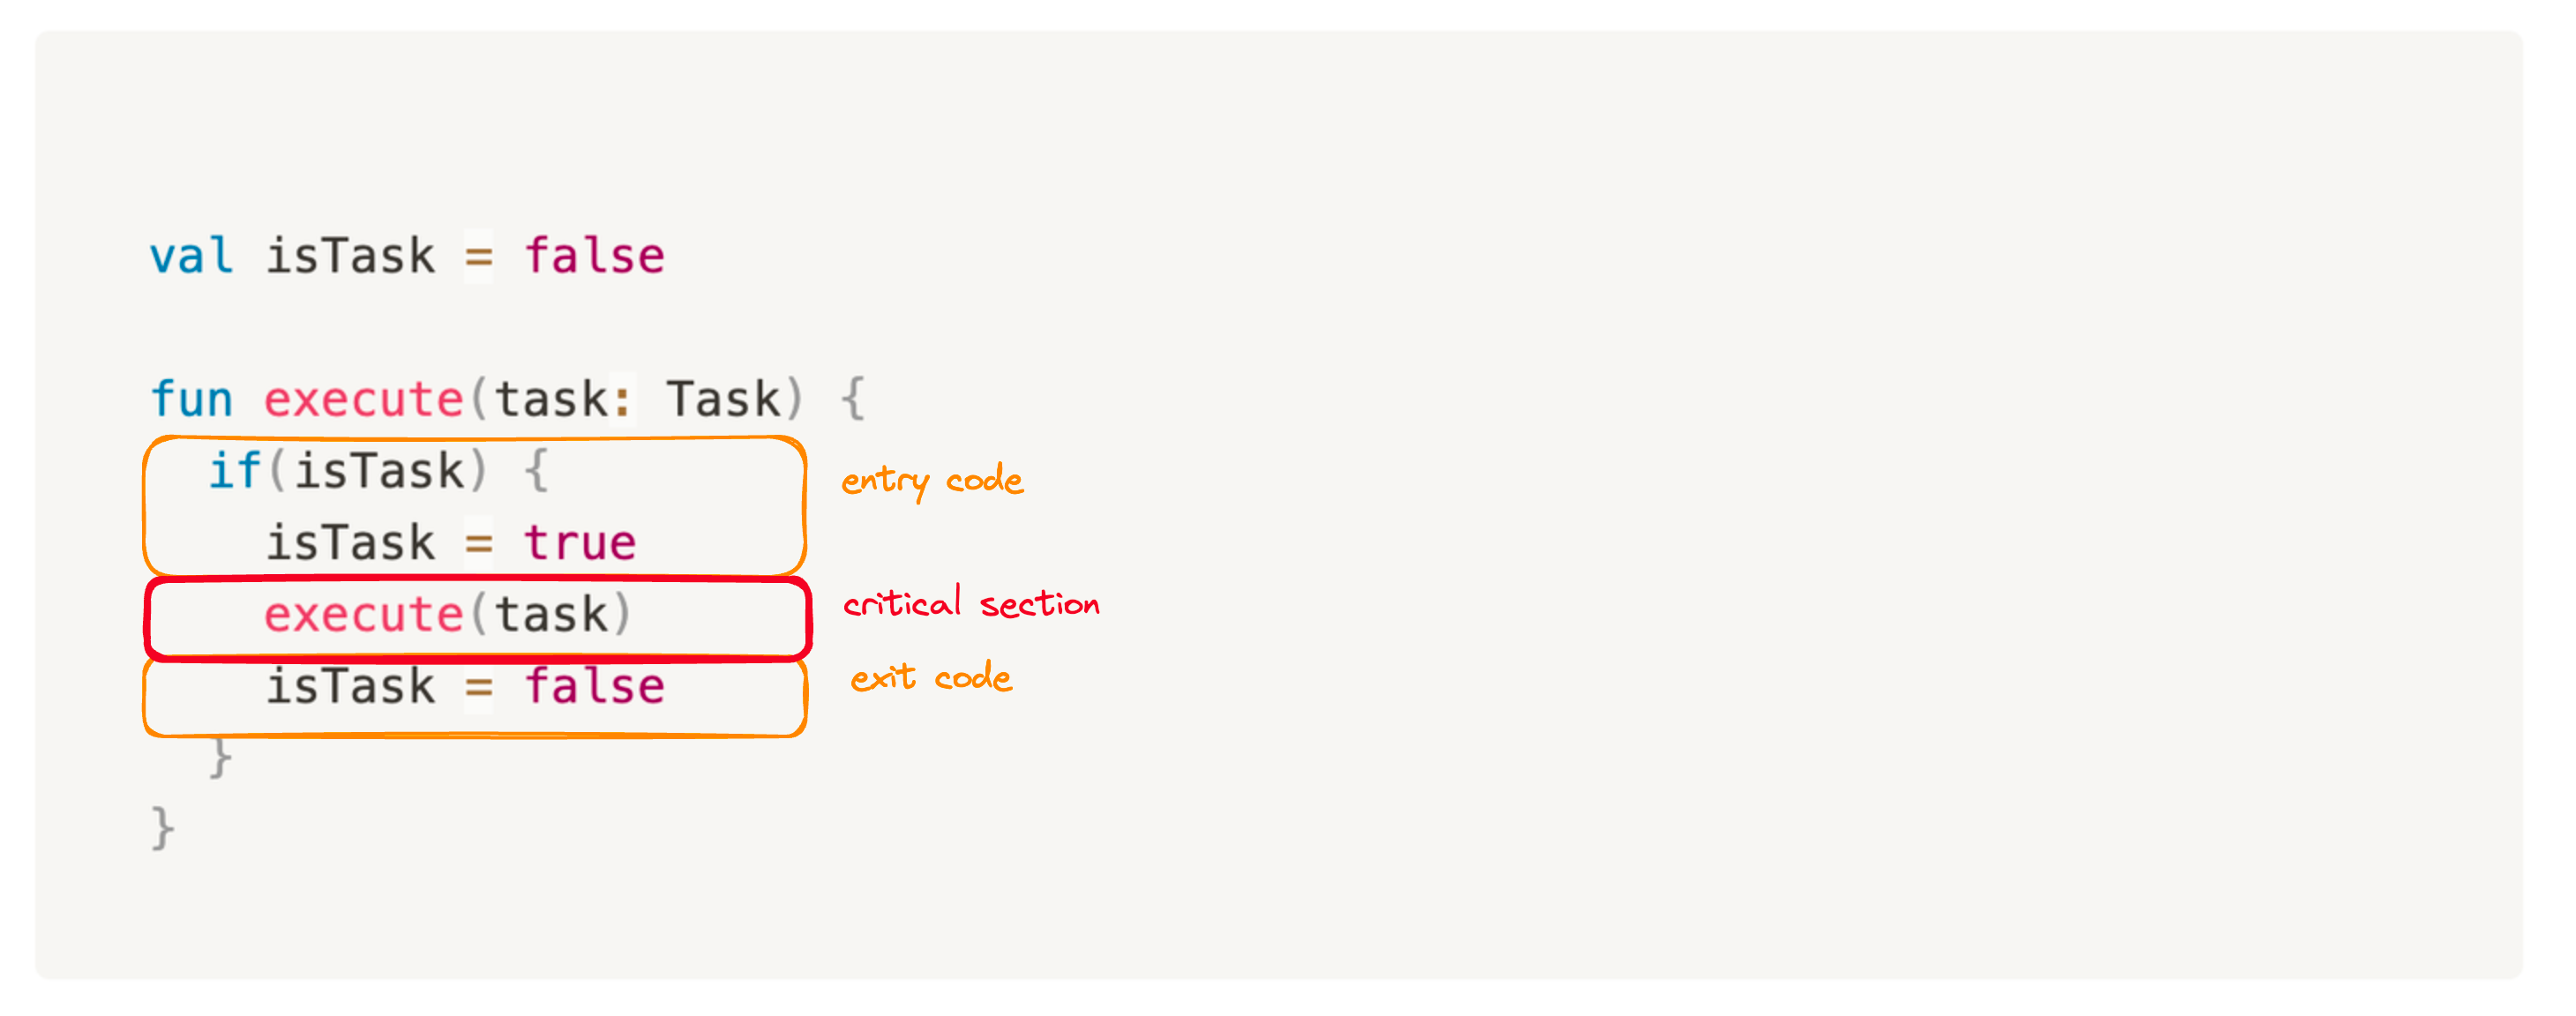 val isTask = false
fun execute(task: Task) {
if(isTask) {
entry code
isTask = true
execute(task)
critical section
isTask = false
exit code
}
}